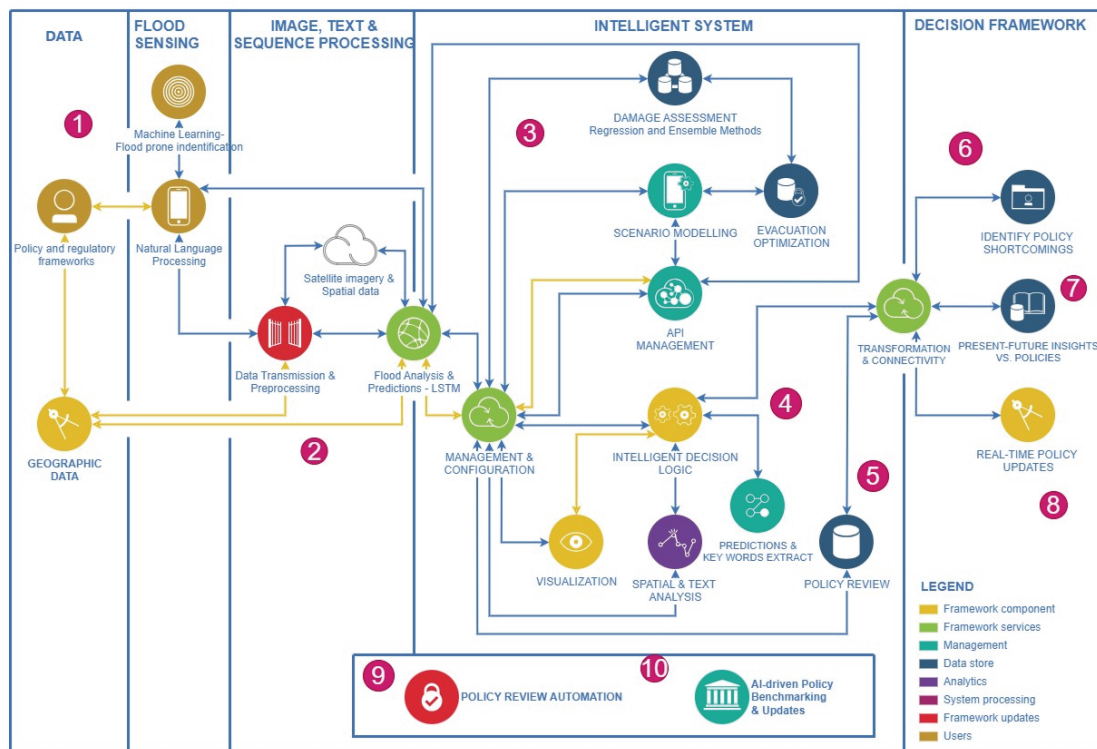 DATA
FLOOD
SENSING
IMAGE, TEXT &
SEQUENCE PROCESSING
INTELLIGENT SYSTEM
DECISION FRAMEWORK
1
Machine Learning-
Flood prone indentification
Policy and regulatory
frameworks
Natural Language
Processing
Satellite imagery &
Spatial data
Data Transmission &
Preprocessing
Flood Analysis &
Predictions - LSTM
GEOGRAPHIC
DATA
2
3
DAMAGE ASSESSMENT
Regression and Ensemble Methods
SCENARIO MODELLING
EVACUATION
OPTIMIZATION
API
MANAGEMENT
MANAGEMENT &
CONFIGURATION
INTELLIGENT DECISION
LOGIC
4
5
VISUALIZATION
SPATIAL & TEXT
ANALYSIS
PREDICTIONS &
KEY WORDS EXTRACT
POLICY REVIEW
6
IDENTIFY POLICY
SHORTCOMINGS
7
TRANSFORMATION
& CONNECTIVITY
PRESENT-FUTURE INSIGHTS
VS. POLICIES
REAL-TIME POLICY
UPDATES
8
9
POLICY REVIEW AUTOMATION
10
AI-driven Policy
Benchmarking
& Updates
LEGEND
Framework component
Framework services
Management
Data store
Analytics
System processing
Framework updates
Users